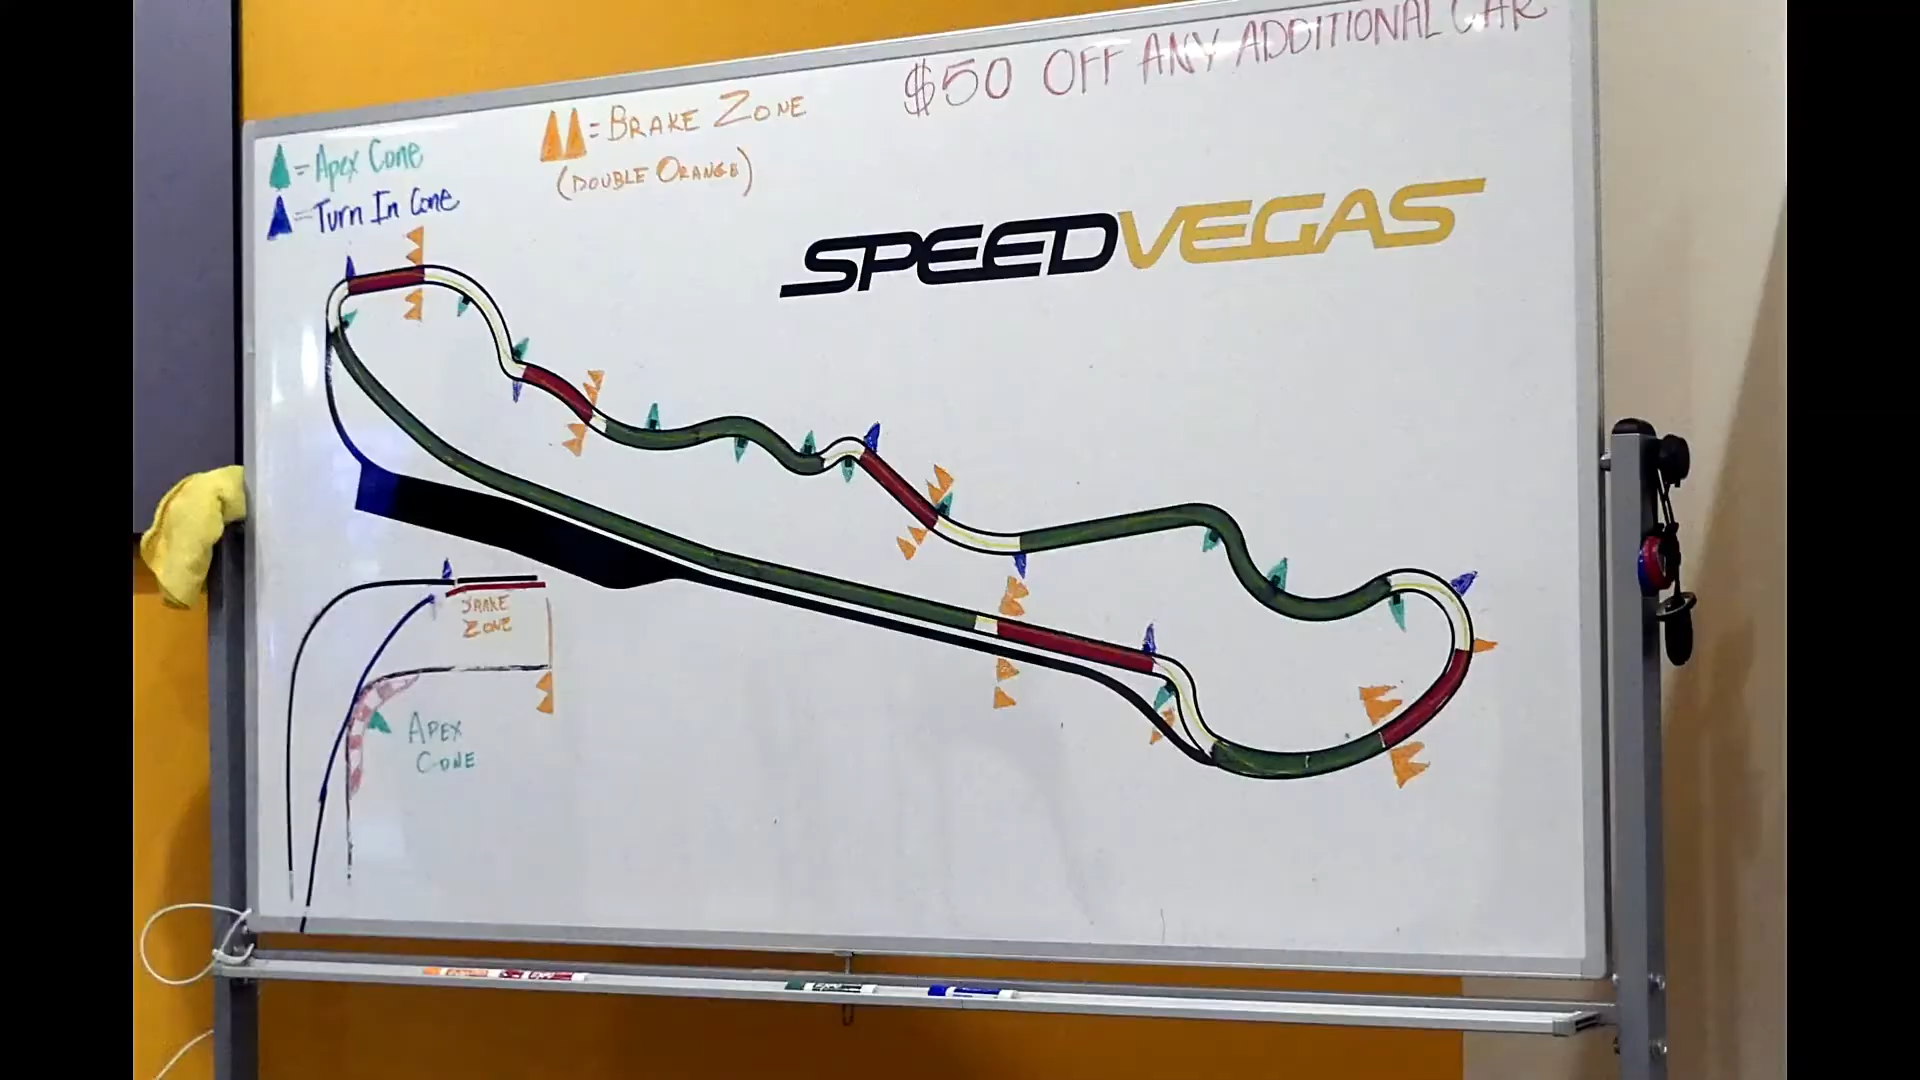 $50 OFF ANY ADDITIONAL CAR
= BRAKE ZONE
(DOUBLE ORANGE)
= Apex Cone
= Turn In Cone
SPEEDVEGAS
BRAKE
ZONE
APEX
CONE